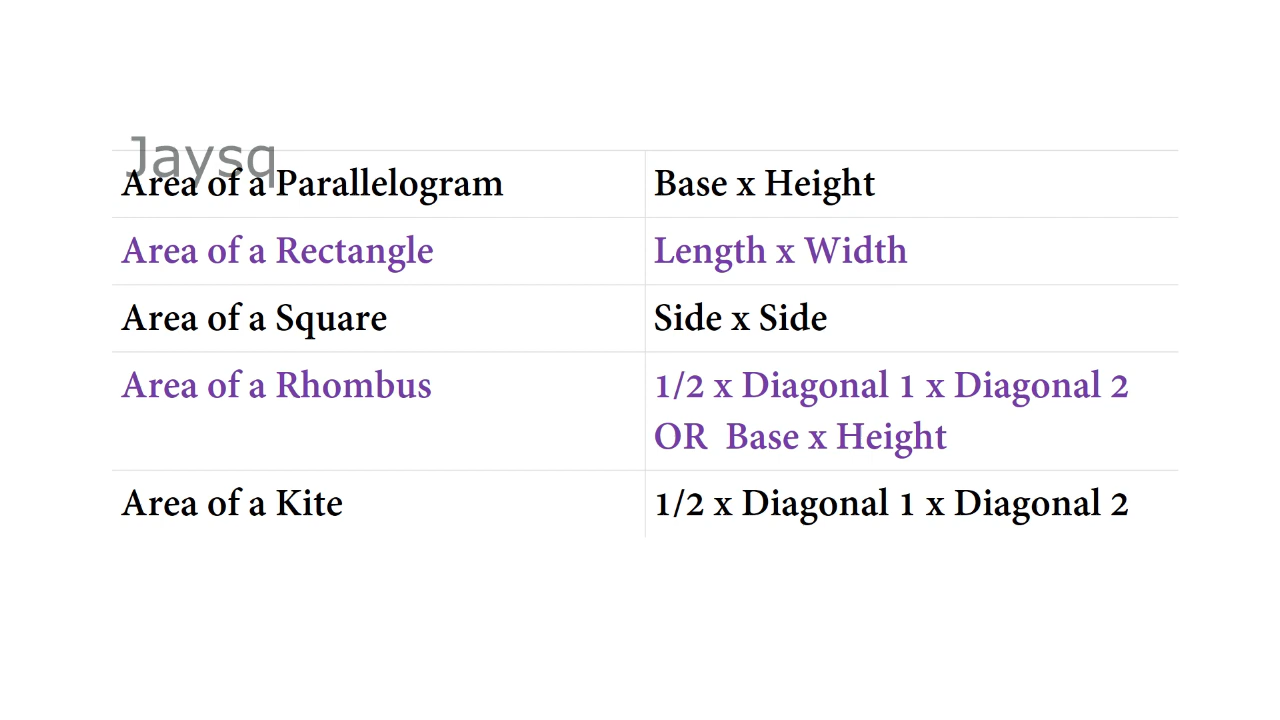 Jaysq
Area of a Parallelogram
Base x Height
Area of a Rectangle
Length x Width
Area of a Square
Side x Side
Area of a Rhombus
1/2 x Diagonal 1 x Diagonal 2
OR Base x Height
Area of a Kite
1/2 x Diagonal 1 x Diagonal 2